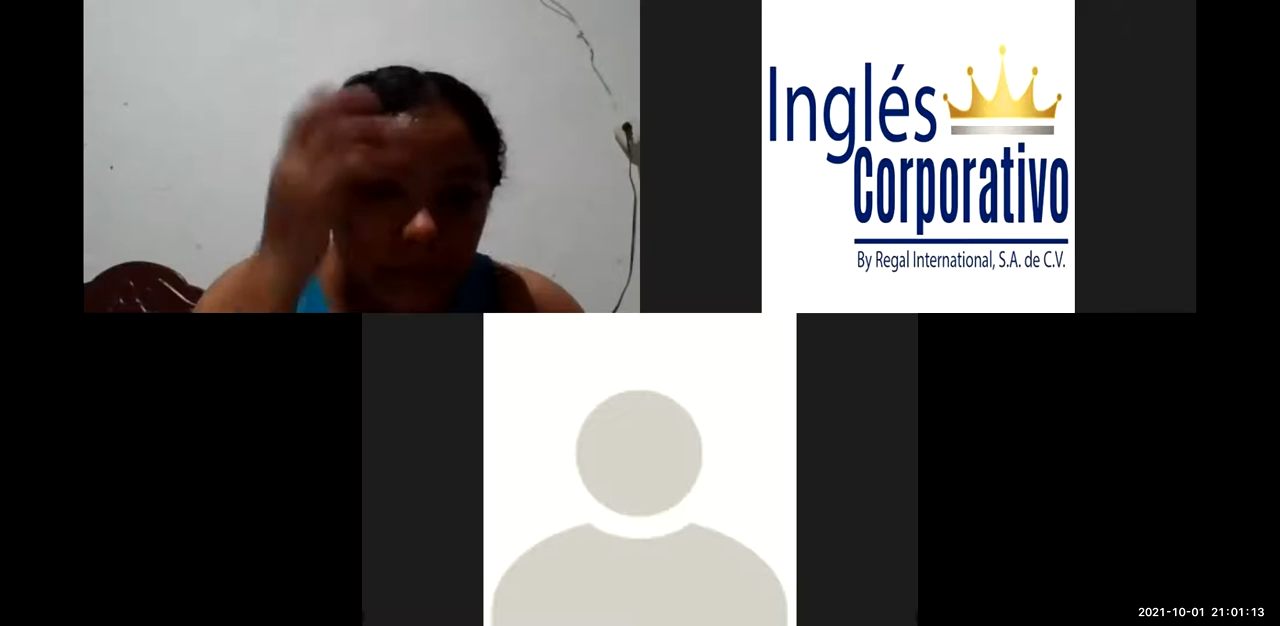 Inglés
Corporativo
By Regal International, S.A. de C.V.
2021-10-01 21:01:13